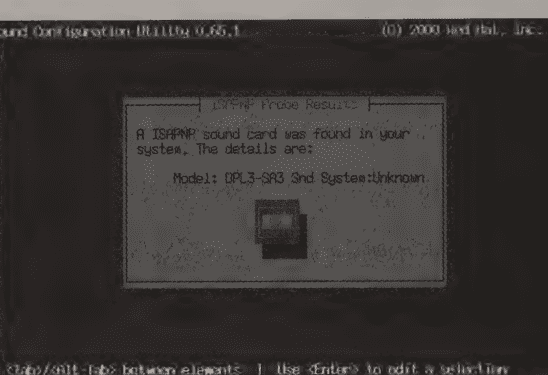 ound Configuration Utility 0.65.1 (C) 2000 Red Hat, Inc.
ISAPNP Probe Results
A ISAPNP sound card was found in your
system. The details are:
Model: OPL3-SA3 Snd System:Unknown
<Tab>/<Alt-Tab> between elements | Use <Enter> to edit a selection